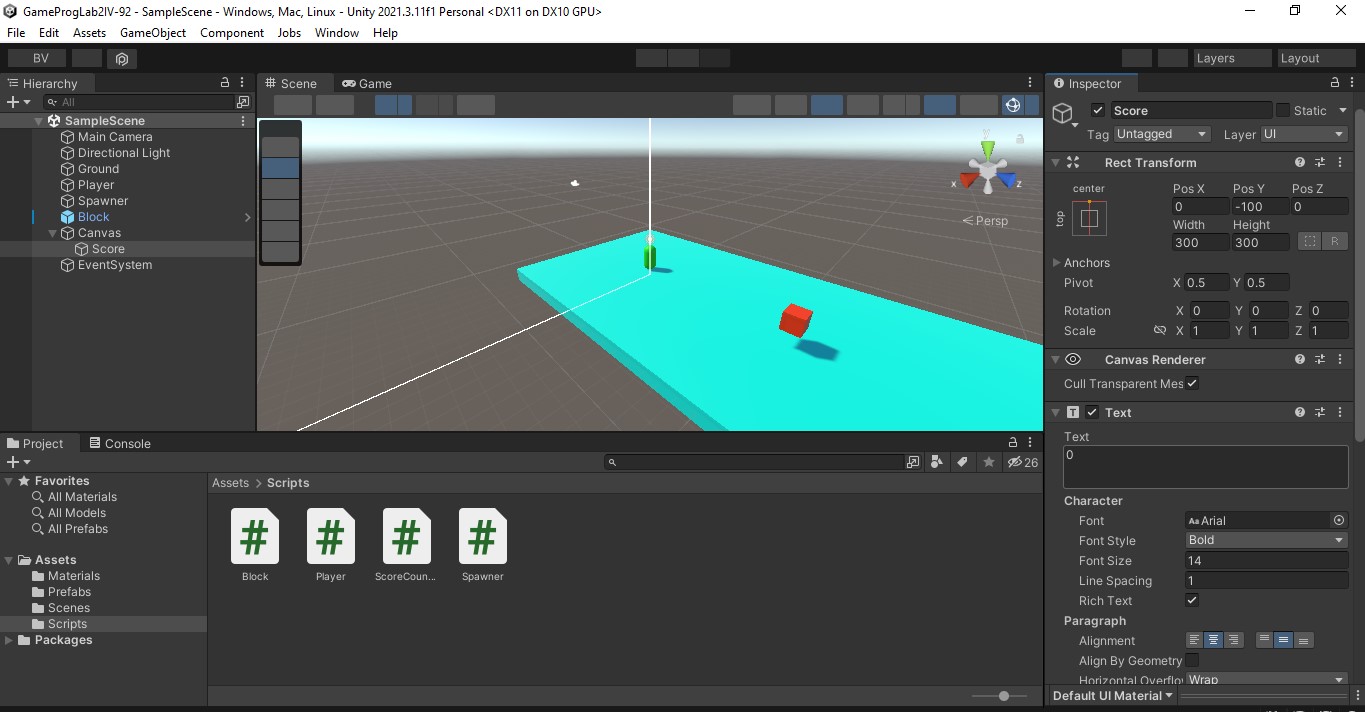 GameProgLab2IV-92 - SampleScene - Windows, Mac, Linux - Unity 2021.3.11f1 Personal <DX11 on DX10 GPU>
File Edit Assets GameObject Component Jobs Window Help
BV Layers Layout
Hierarchy
All
SampleScene
Main Camera
Directional Light
Ground
Player
Spawner
Block
Canvas
Score
EventSystem
Scene Game
y
x z
Persp
Inspector
Score Static
Tag Untagged Layer UI
Rect Transform
center
top
Pos X Pos Y Pos Z
0 -100 0
Width Height
300 300
R
Anchors
Pivot X 0.5 Y 0.5
Rotation X 0 Y 0 Z 0
Scale X 1 Y 1 Z 1
Canvas Renderer
Cull Transparent Mes
T Text
Text
0
Character
Font Aa Arial
Font Style Bold
Font Size 14
Line Spacing 1
Rich Text
Paragraph
Alignment
Align By Geometry
Horizontal Overflo Wrap
Default UI Material
Project Console
26
Favorites
All Materials
All Models
All Prefabs
Assets
Materials
Prefabs
Scenes
Scripts
Packages
Assets > Scripts
# # # #
Block Player ScoreCoun... Spawner